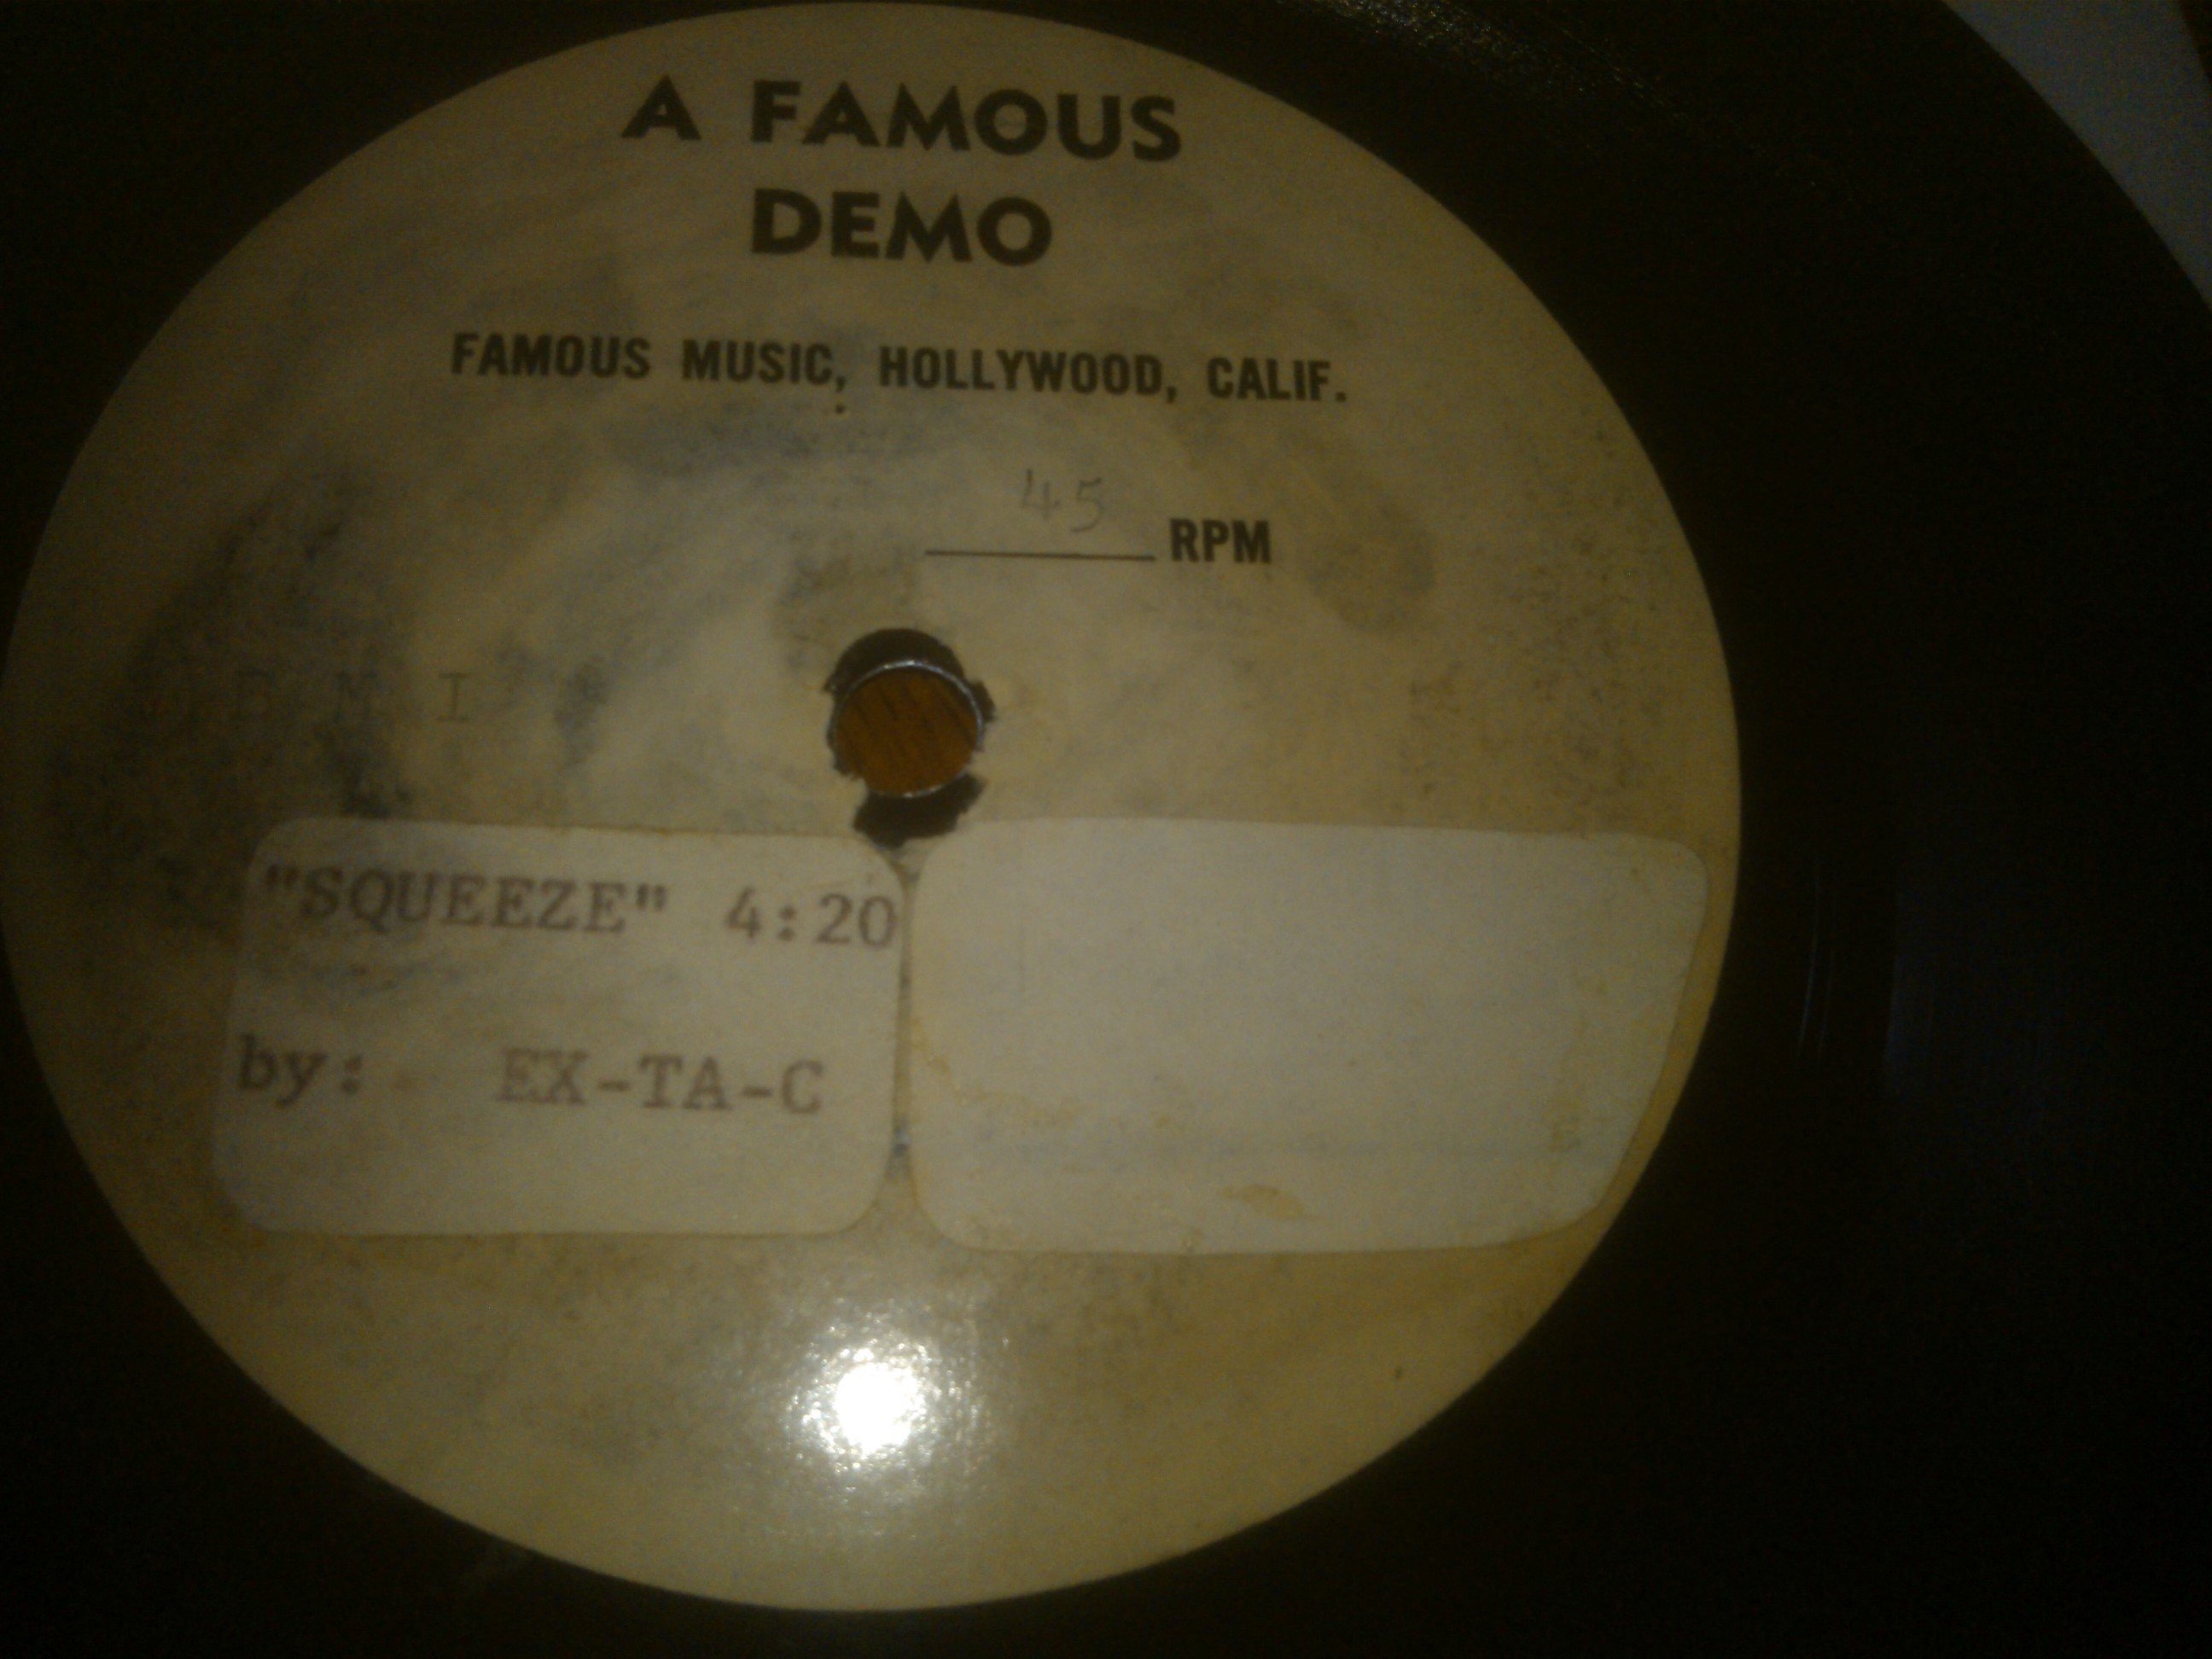 A FAMOUS
DEMO
FAMOUS MUSIC, HOLLYWOOD, CALIF.
45 RPM
B M I
"SQUEEZE" 4:20
by: EX-TA-C